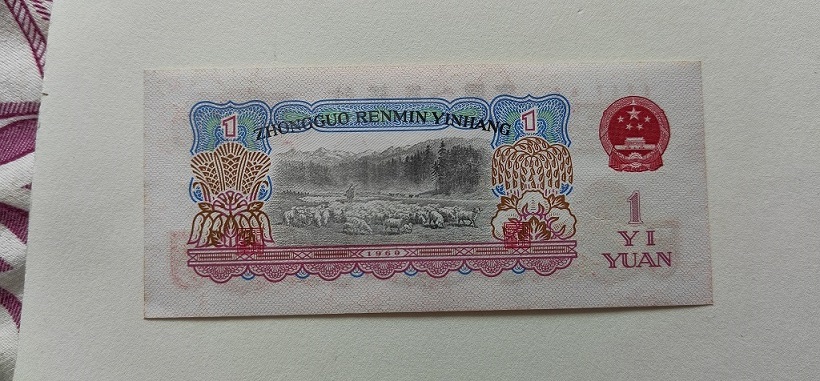 1
ZHONGGUO RENMIN YINHANG
1
1960
1
YI
YUAN